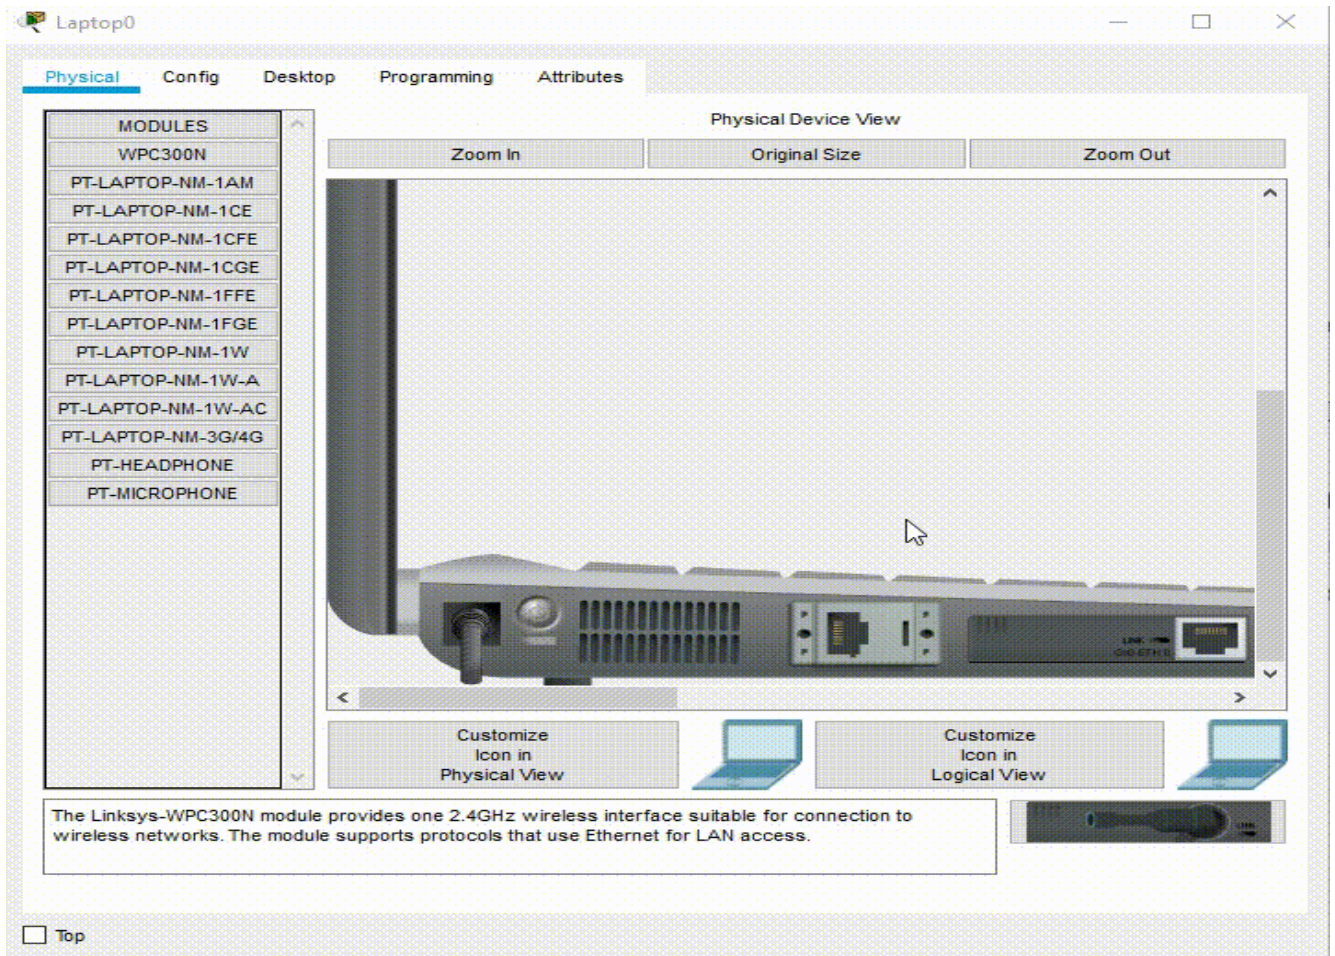 Laptop0
Physical Config Desktop Programming Attributes
MODULES
WPC300N
PT-LAPTOP-NM-1AM
PT-LAPTOP-NM-1CE
PT-LAPTOP-NM-1CFE
PT-LAPTOP-NM-1CGE
PT-LAPTOP-NM-1FFE
PT-LAPTOP-NM-1FGE
PT-LAPTOP-NM-1W
PT-LAPTOP-NM-1W-A
PT-LAPTOP-NM-1W-AC
PT-LAPTOP-NM-3G/4G
PT-HEADPHONE
PT-MICROPHONE
Physical Device View
Zoom In Original Size Zoom Out
LINK
Customize
Icon in
Physical View
Customize
Icon in
Logical View
The Linksys-WPC300N module provides one 2.4GHz wireless interface suitable for connection to
wireless networks. The module supports protocols that use Ethernet for LAN access.
Top